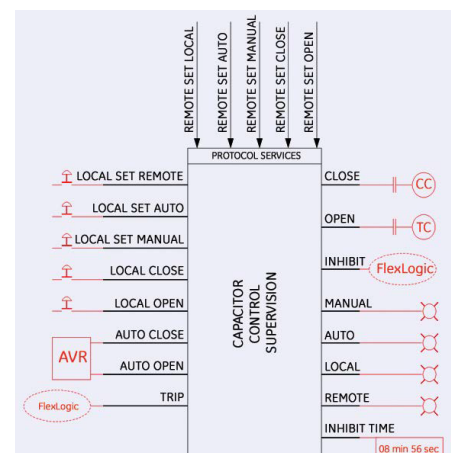 REMOTE SET LOCAL
REMOTE SET AUTO
REMOTE SET MANUAL
REMOTE SET CLOSE
REMOTE SET OPEN
PROTOCOL SERVICES
LOCAL SET REMOTE
LOCAL SET AUTO
LOCAL SET MANUAL
LOCAL CLOSE
LOCAL OPEN
AUTO CLOSE
AVR
AUTO OPEN
TRIP
FlexLogic
CAPACITOR
CONTROL
SUPERVISION
CLOSE
CC
OPEN
TC
INHIBIT
FlexLogic
MANUAL
AUTO
LOCAL
REMOTE
INHIBIT TIME
08 min 56 sec